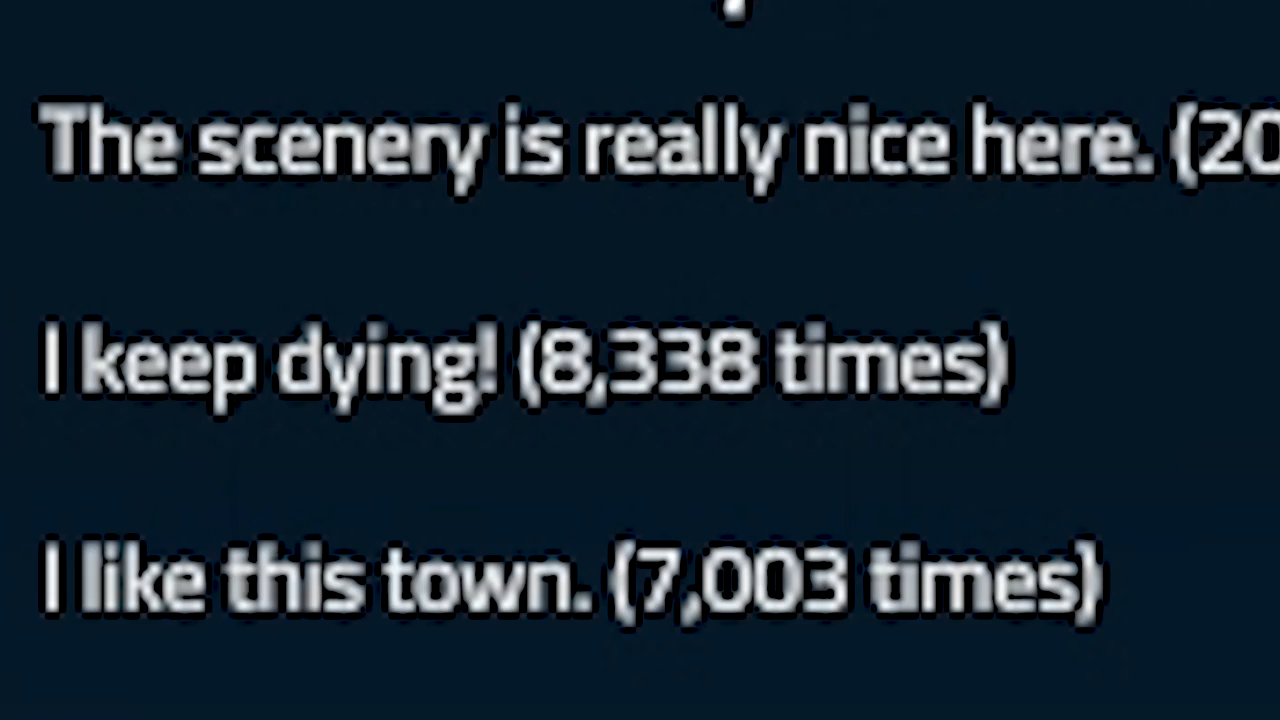 The scenery is really nice here. (20
I keep dying! (8,338 times)
I like this town. (7,003 times)